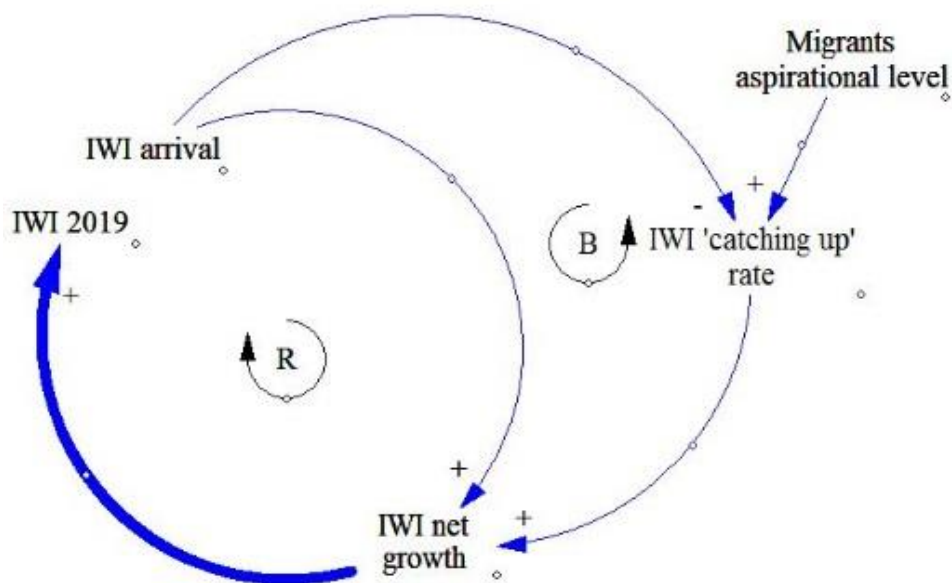 Migrants
aspirational level
IWI arrival
+
-
IWI 2019
IWI 'catching up'
rate
B
+
R
+
+
IWI net
growth